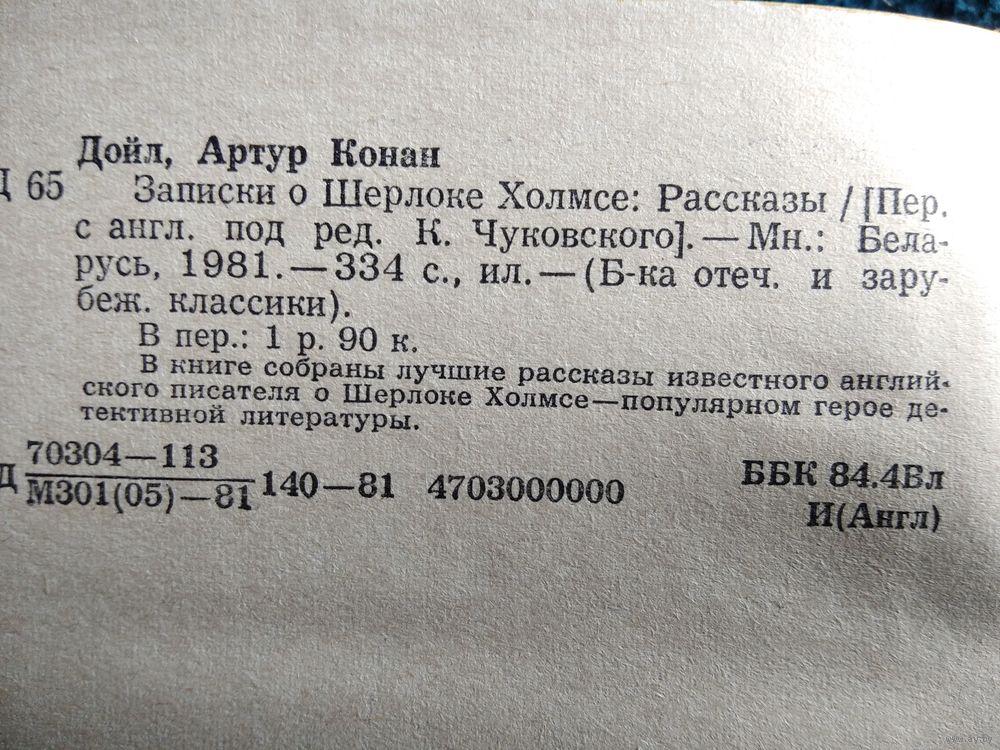 Дойл, Артур Конан
Д 65 Записки о Шерлоке Холмсе: Рассказы / [Пер.
с англ. под ред. К. Чуковского]. — Мн.: Бела-
русь, 1981. — 334 с., ил. — (Б-ка отеч. и зару-
беж. классики).
В пер.: 1 р. 90 к.
В книге собраны лучшие рассказы известного англий-
ского писателя о Шерлоке Холмсе — популярном герое де-
тективной литературы.
70304—113
Д М301(05)—81 140—81 4703000000
ББК 84.4Вл
И(Англ)